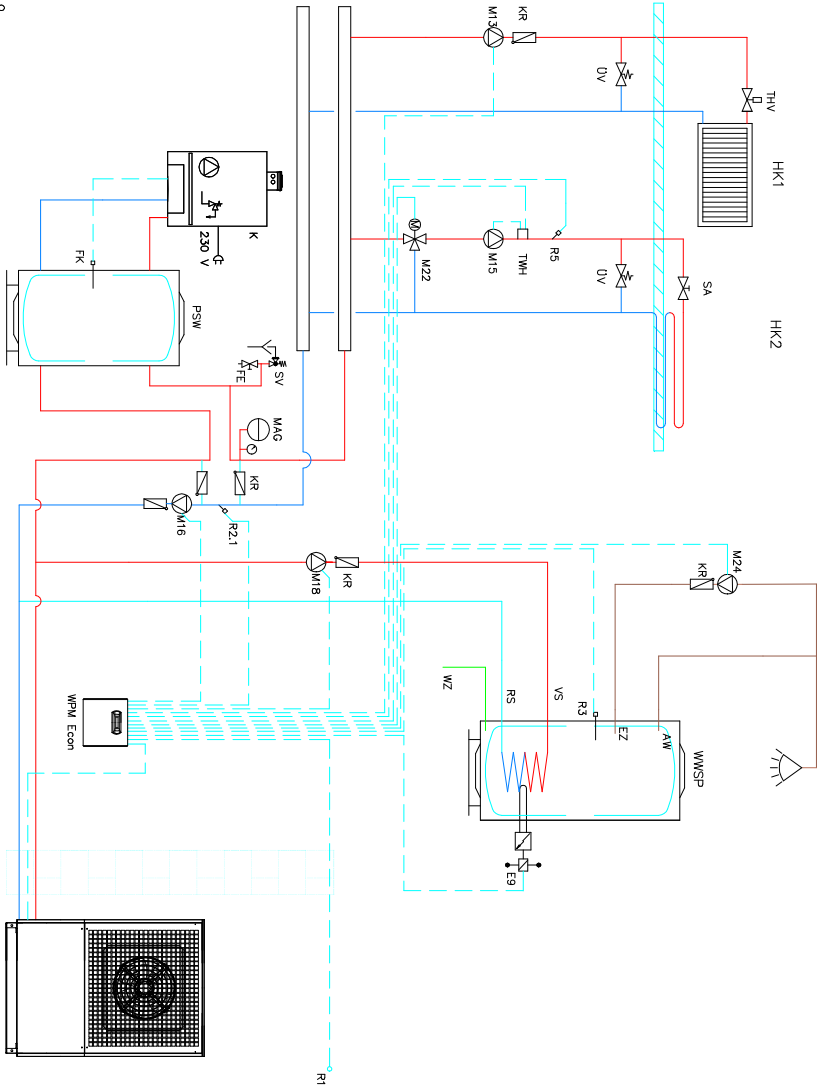 HK1
HK2
THV
SA
KR
M13
ÜV
ÜV
R5
TWH
M15
M22
K
230 V
FK
PSW
SV
FE
MAG
KR
R2.1
M16
KR
M18
M24
KR
WZ
RS
VS
R3
EZ
AW
WWSP
E9
WPM Econ
R1
M